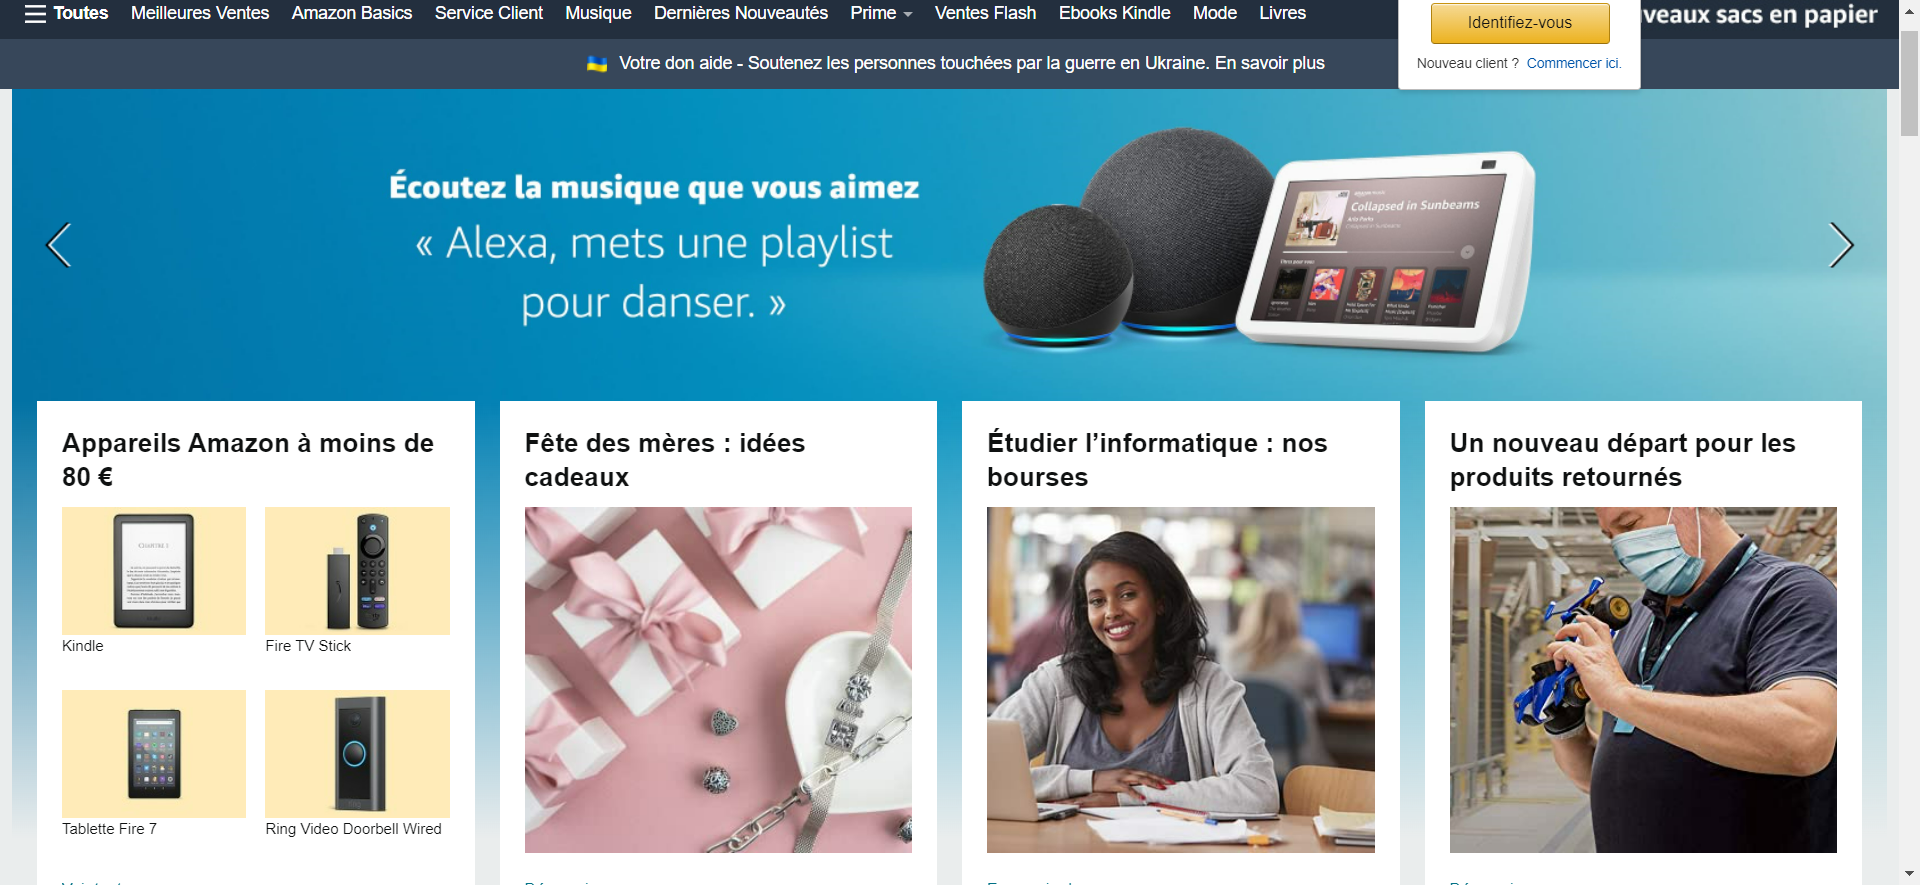 Toutes Meilleures Ventes Amazon Basics Service Client Musique Dernières Nouveautés Prime Ventes Flash Ebooks Kindle Mode Livres
Identifiez-vous
sacs en papier
Nouveau client ? Commencer ici.
Votre don aide - Soutenez les personnes touchées par la guerre en Ukraine. En savoir plus
Écoutez la musique que vous aimez
« Alexa, mets une playlist
pour danser. »
Collapsed in Sunbeams
Appareils Amazon à moins de
80 €
CHAPTER I
Kindle
Fire TV Stick
Tablette Fire 7
Ring Video Doorbell Wired
Fête des mères : idées
cadeaux
Étudier l’informatique : nos
bourses
Un nouveau départ pour les
produits retournés